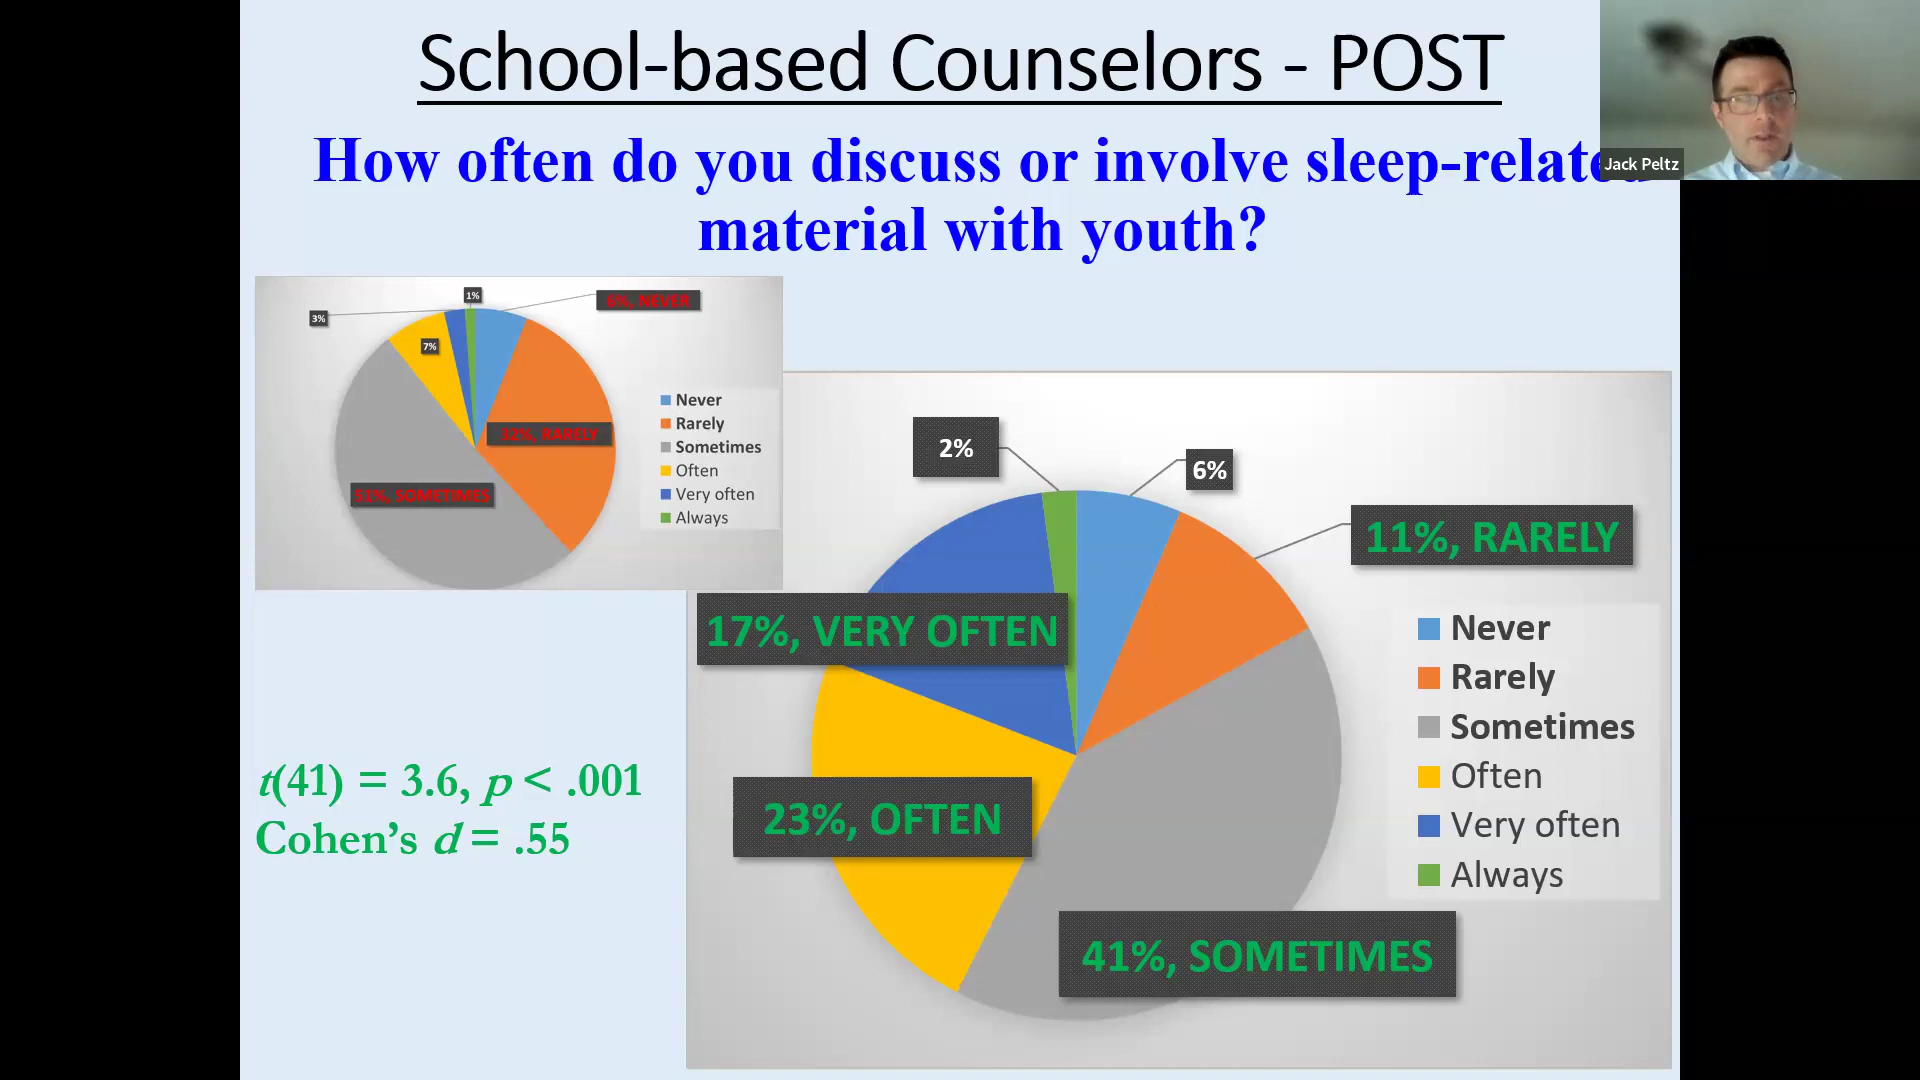 School-based Counselors - POST
How often do you discuss or involve sleep-related
material with youth?
Jack Peltz
1%
6%, NEVER
3%
7%
32%, RARELY
51%, SOMETIMES
Never
Rarely
Sometimes
Often
Very often
Always
2%
6%
11%, RARELY
17%, VERY OFTEN
23%, OFTEN
41%, SOMETIMES
Never
Rarely
Sometimes
Often
Very often
Always
t(41) = 3.6, p < .001
Cohen's d = .55